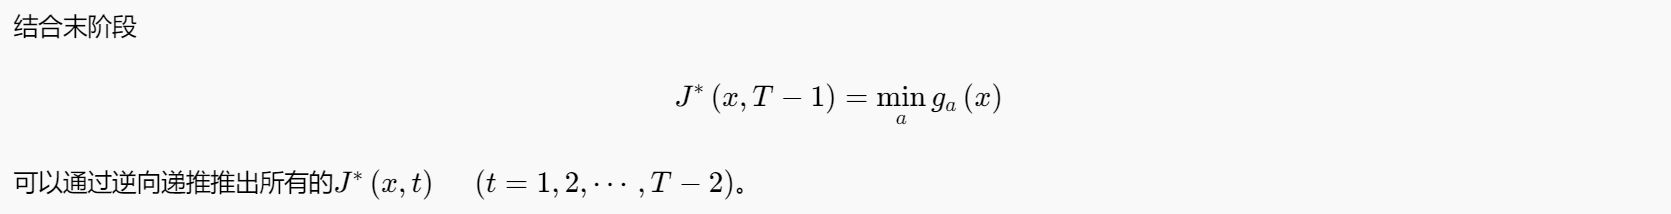 结合末阶段
J* (x, T − 1) = min_a g_a (x)
可以通过逆向递推推出所有的J* (x, t) (t = 1, 2, ⋯ , T − 2)。